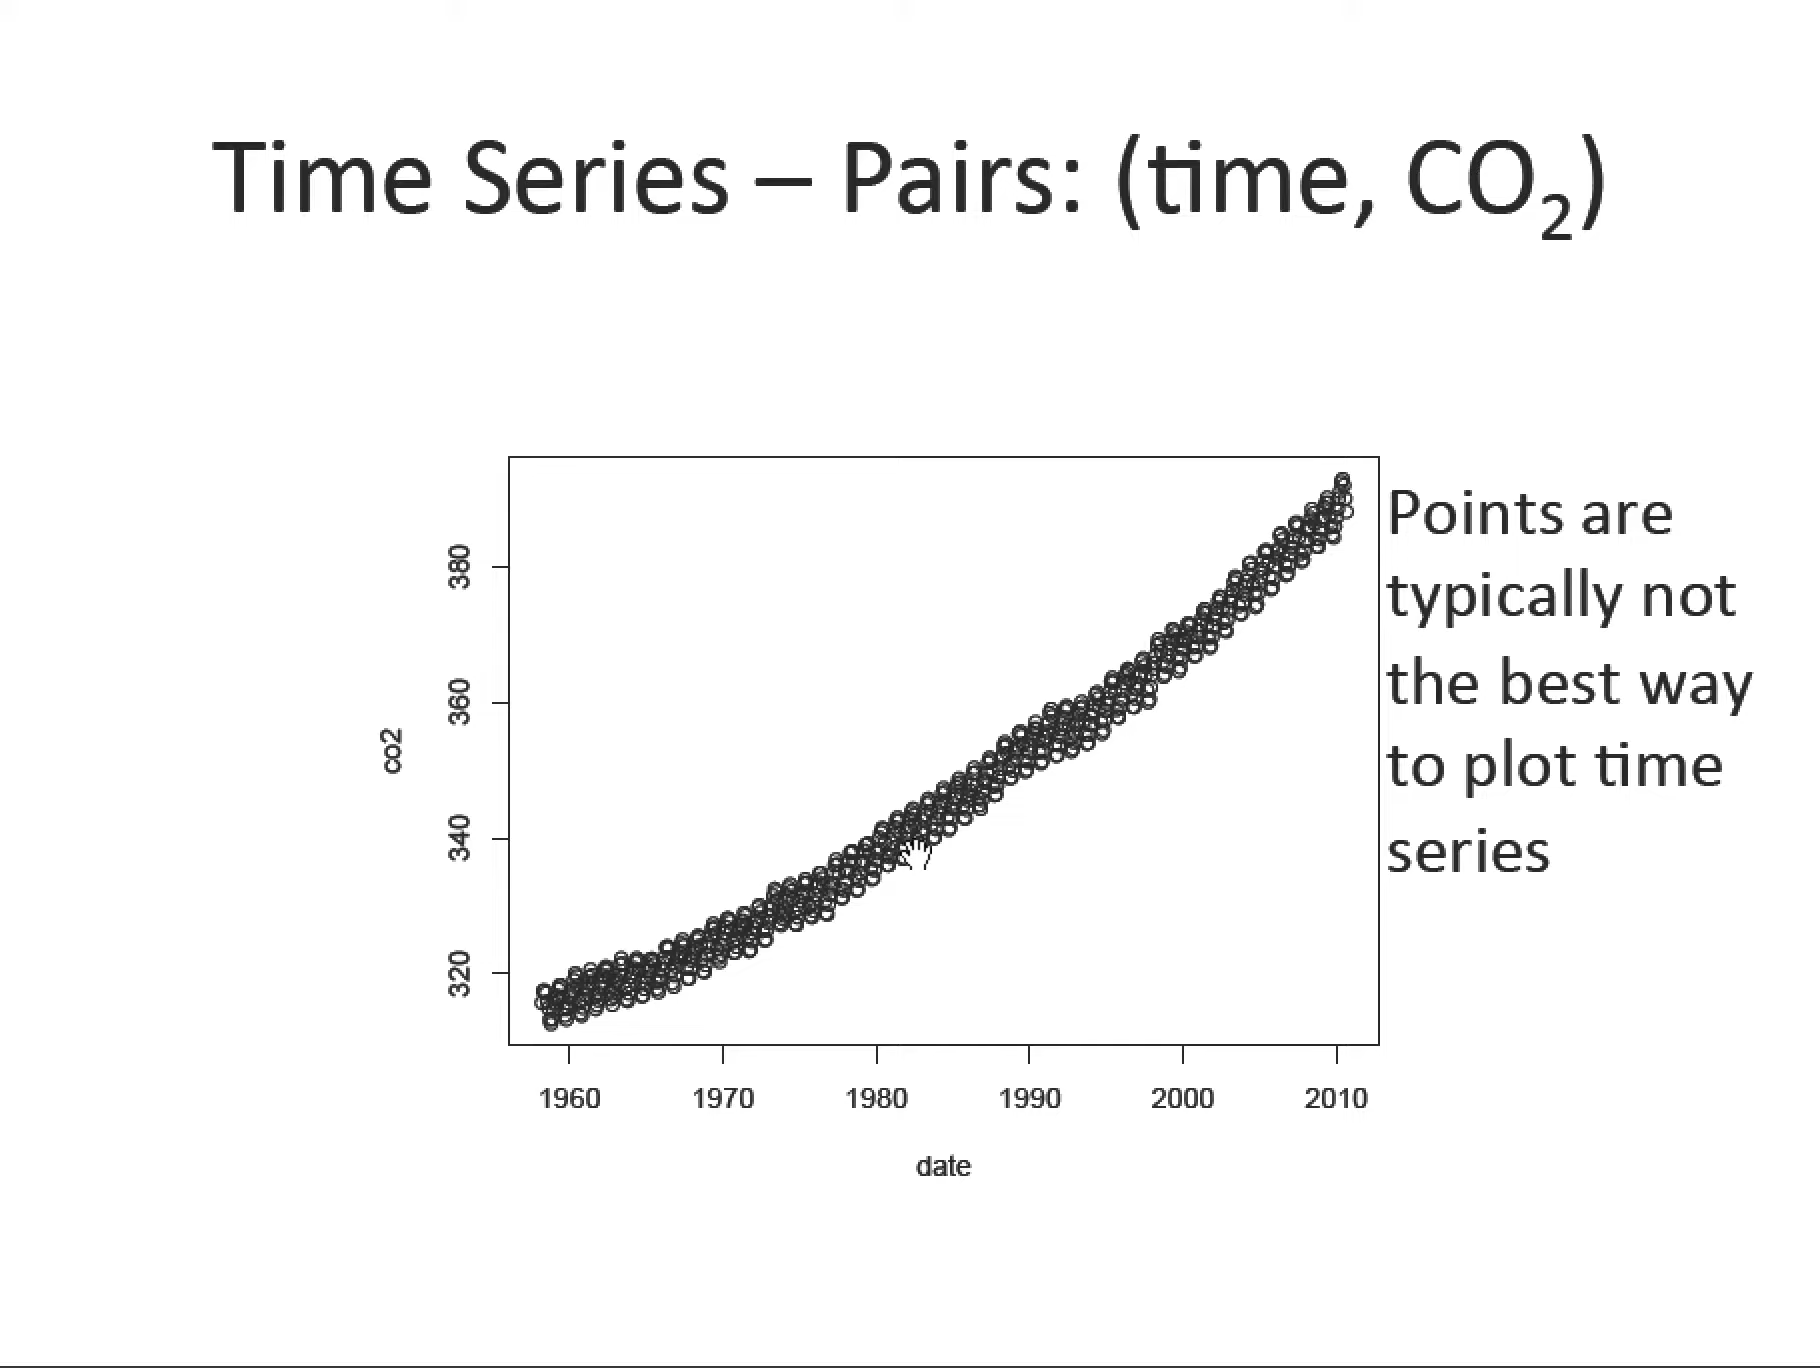 Time Series – Pairs: (time, CO₂)
Points are
typically not
the best way
to plot time
series
co2
380
360
340
320
1960 1970 1980 1990 2000 2010
date